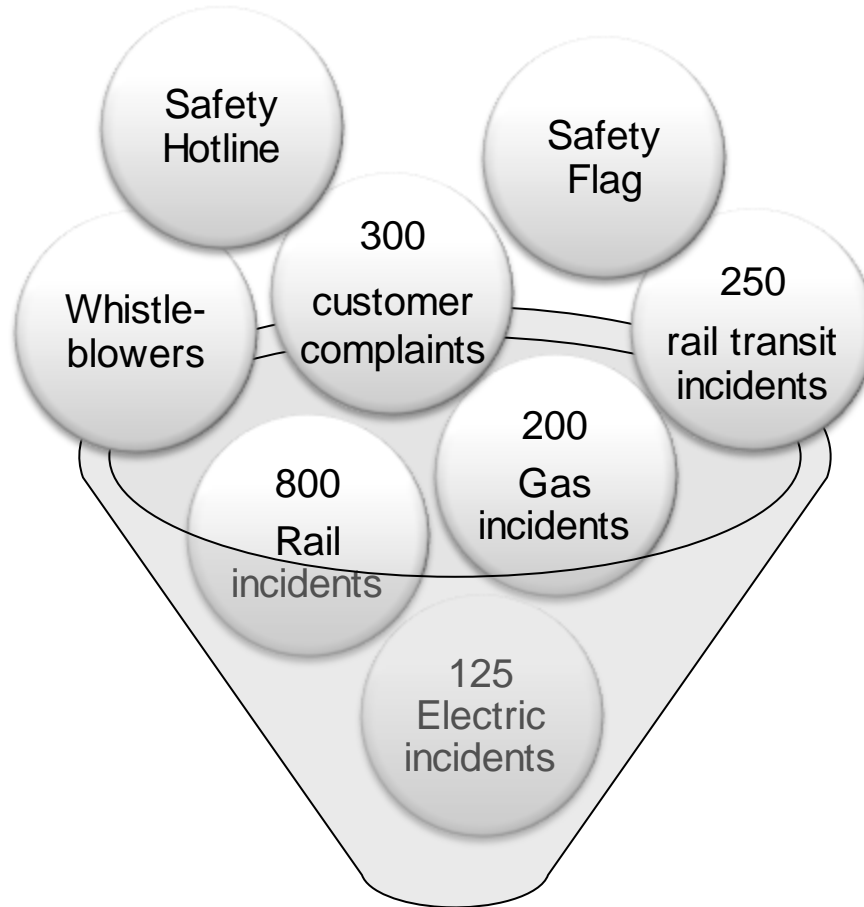 Safety
Hotline
Safety
Flag
300
customer
complaints
Whistle-
blowers
250
rail transit
incidents
200
Gas
incidents
800
Rail
incidents
125
Electric
incidents